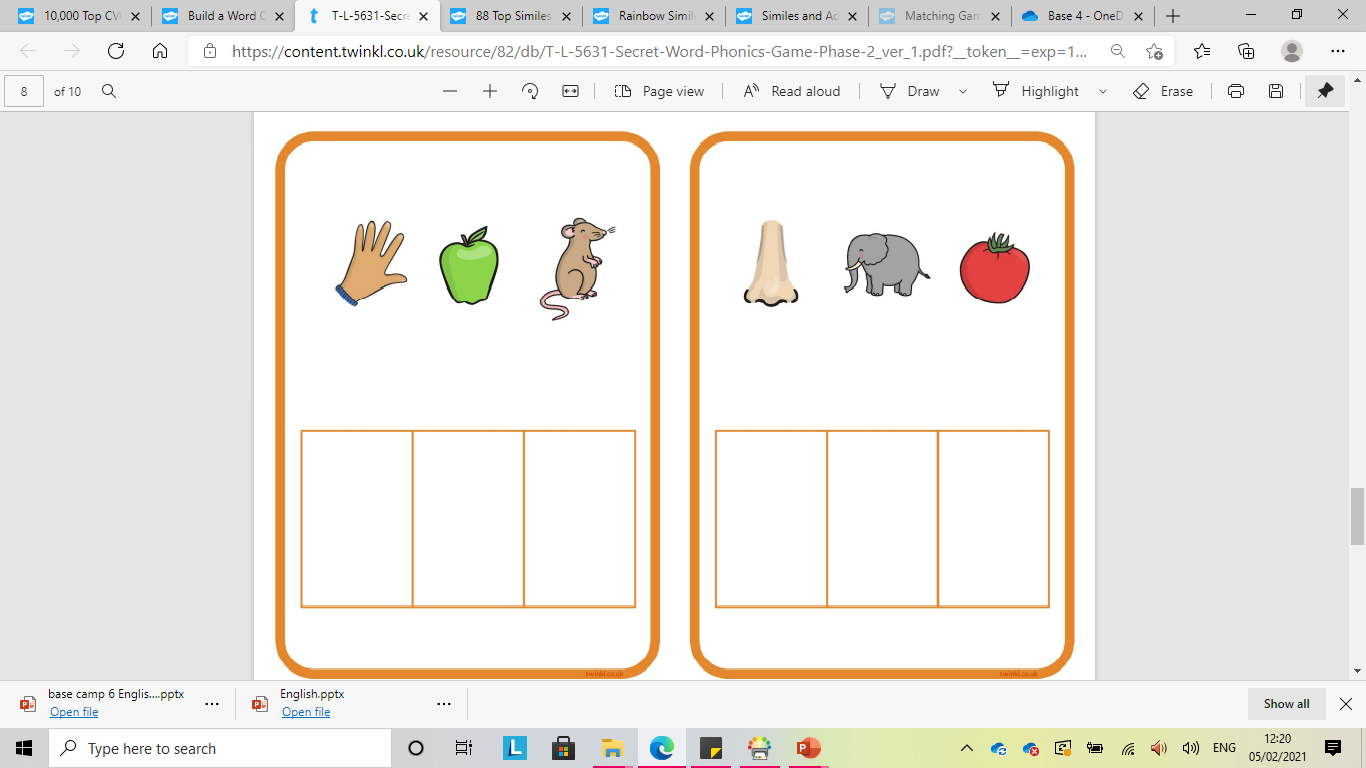 10,000 Top CV
Build a Word C
T-L-5631-Secre
88 Top Similes
Rainbow Simil
Similes and Ac
Matching Gam
Base 4 - OneD
https://content.twinkl.co.uk/resource/82/db/T-L-5631-Secret-Word-Phonics-Game-Phase-2_ver_1.pdf?__token__=exp=1...
8 of 10
Page view
Read aloud
Draw
Highlight
Erase
twinkl.co.uk
twinkl.co.uk
base camp 6 Englis....pptx
Open file
English.pptx
Open file
Show all
Type here to search
L
ENG
12:20
05/02/2021